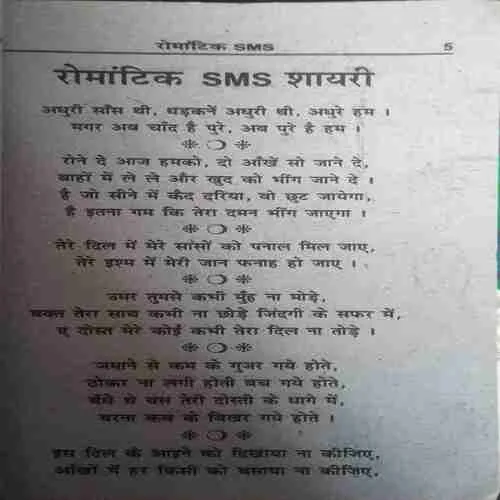 रोमांटिक SMS 5
रोमांटिक SMS शायरी
अधुरी साँस थी, धड़कनें अधुरी थी, अधुरे हम ।
मगर अब चांद है पुरे, अब पुरे है हम ।
रोने दे आज हमको, दो आँखें सो जाने दे,
बाहों में ले ले और खुद को भींग जाने दे ।
है जो सीने में कैद दरिया, वो छूट जायेगा,
है इतना गम कि तेरा दमन भींग जाएगा ।
तेरे दिल में मेरे सांसों को पनाल मिल जाए,
तेरे इश्म में मेरी जान फनाह हो जाए ।
उमर तुमसे कभी मुँह ना मोड़े,
वक्त तेरा साथ कभी ना छोड़े जिंदगी के सफर में,
ए दोस्त मेरे कोई कभी तेरा दिल ना तोड़े ।
जमाने से कम के गुजर गये होते,
ठोकर ना लगी होती बच गये होते,
बंधे थे बस तेरी दोस्ती के धागे में,
वरना कब के बिखर गये होते ।
इस दिल के आइने को दिखाया ना कीजिए,
आँखों में हर किसी को बसाया ना कीजिए,